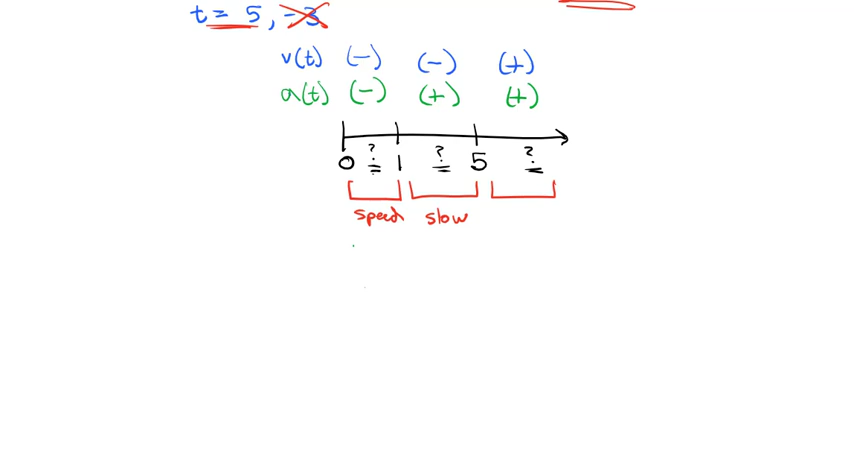 t = 5, -3
v(t) (-) (-) (+)
a(t) (-) (+) (+)
? ? ?
0 1 5
speed slow